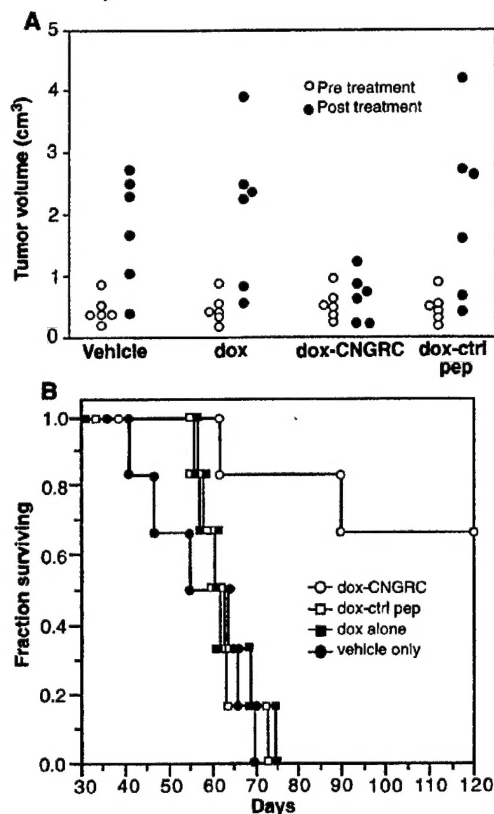 A
Tumor volume (cm³)
5
4
3
2
1
0
○ Pre treatment
● Post treatment
Vehicle
dox
dox-CNGRC
dox-ctrl
pep
B
Fraction surviving
1.0
0.8
0.6
0.4
0.2
0.0
dox-CNGRC
dox-ctrl pep
dox alone
vehicle only
30 40 50 60 70 80 90 100 110 120
Days